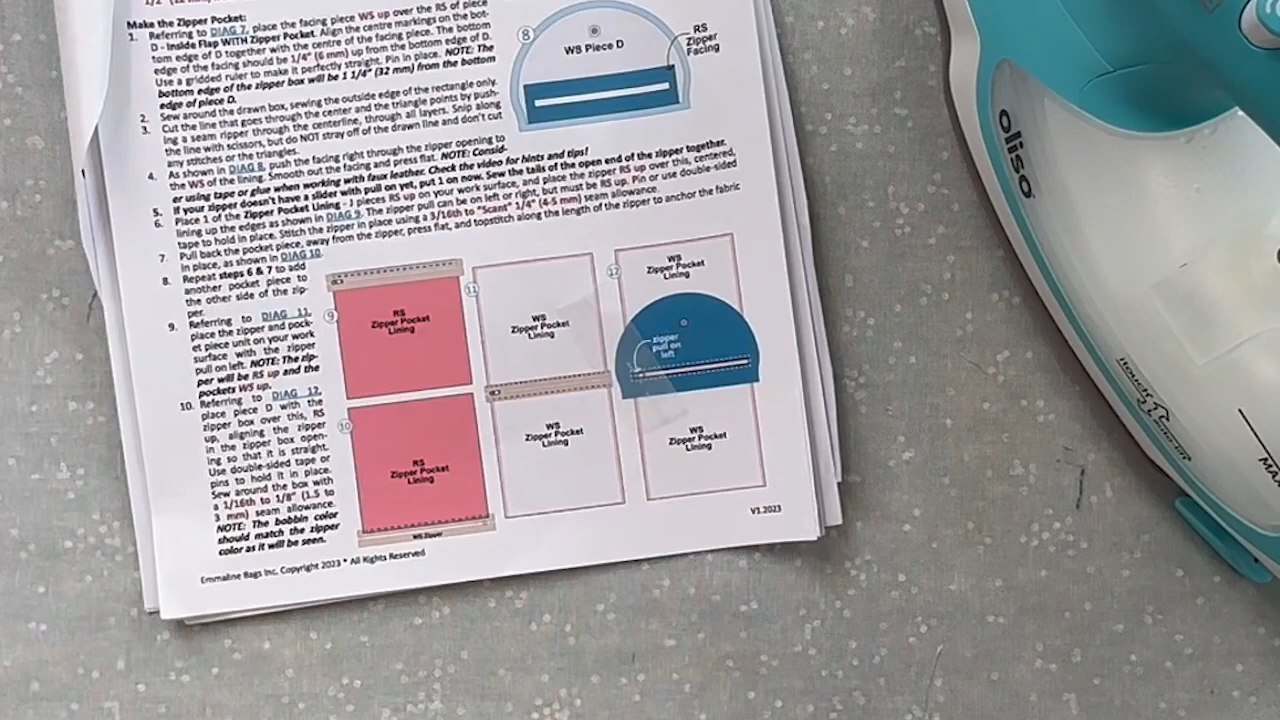 Make the Zipper Pocket:
1. Referring to DIAG 7, place the facing piece WS up over the RS of piece
D - Inside Flap WITH Zipper Pocket. Align the centre markings on the bot-
tom edge of D together with the centre of the facing piece. The bottom
edge of the facing should be 1/4" (6 mm) up from the bottom edge of D.
Use a gridded ruler to make it perfectly straight. Pin in place. NOTE: The
bottom edge of the zipper box will be 1 1/4" (32 mm) from the bottom
edge of piece D.
2. Sew around the drawn box, sewing the outside edge of the rectangle only.
3. Cut the line that goes through the center and the triangle points by push-
ing a seam ripper through the centerline, through all layers. Snip along
the line with scissors, but do NOT stray off of the drawn line and don't cut
any stitches or the triangles.
4. As shown in DIAG 8, push the facing right through the zipper opening to
the WS of the lining. Smooth out the facing and press flat. NOTE: Consid-
er using tape or glue when working with faux leather. Check the video for hints and tips!
5. If your zipper doesn't have a slider with pull on yet, put 1 on now. Sew the tails of the open end of the zipper together.
6. Place 1 of the Zipper Pocket Lining - J pieces RS up on your work surface, and place the zipper RS up over this, centered,
lining up the edges as shown in DIAG 9. The zipper pull can be on left or right, but must be RS up. Pin or use double-sided
tape to hold in place. Stitch the zipper in place using a 3/16th to "Scant" 1/4" (4-5 mm) seam allowance.
7. Pull back the pocket piece, away from the zipper, press flat, and topstitch along the length of the zipper to anchor the fabric
in place, as shown in DIAG 10.
8. Repeat steps 6 & 7 to add
another pocket piece to
the other side of the zip-
per.
9. Referring to DIAG 11,
place the zipper and pock-
et piece unit on your work
surface with the zipper
pull on left. NOTE: The zip-
per will be RS up and the
pockets WS up.
10. Referring to DIAG 12,
place piece D with the
zipper box over this, RS
up, aligning the zipper
in the zipper box open-
ing so that it is straight.
Use double-sided tape or
pins to hold it in place.
Sew around the box with
a 1/16th to 1/8" (1.5 to
3 mm) seam allowance.
NOTE: The bobbin color
should match the zipper
color as it will be seen.
8
WS Piece D
RS
Zipper
Facing
9
RS
Zipper Pocket
Lining
10
RS
Zipper Pocket
Lining
WS Zipper
11
WS
Zipper Pocket
Lining
WS
Zipper Pocket
Lining
12
WS
Zipper Pocket
Lining
zipper
pull on
left
WS
Zipper Pocket
Lining
V1.2023
Emmaline Bags Inc. Copyright 2023 * All Rights Reserved
oliso
iTOUCH